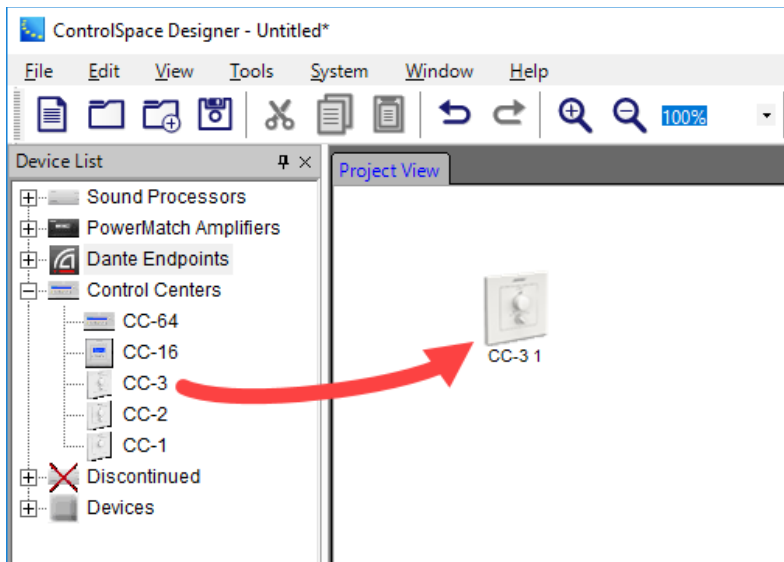 ControlSpace Designer - Untitled*
File Edit View Tools System Window Help
100%
Device List
Project View
Sound Processors
PowerMatch Amplifiers
Dante Endpoints
Control Centers
CC-64
CC-16
CC-3
CC-2
CC-1
Discontinued
Devices
CC-3 1